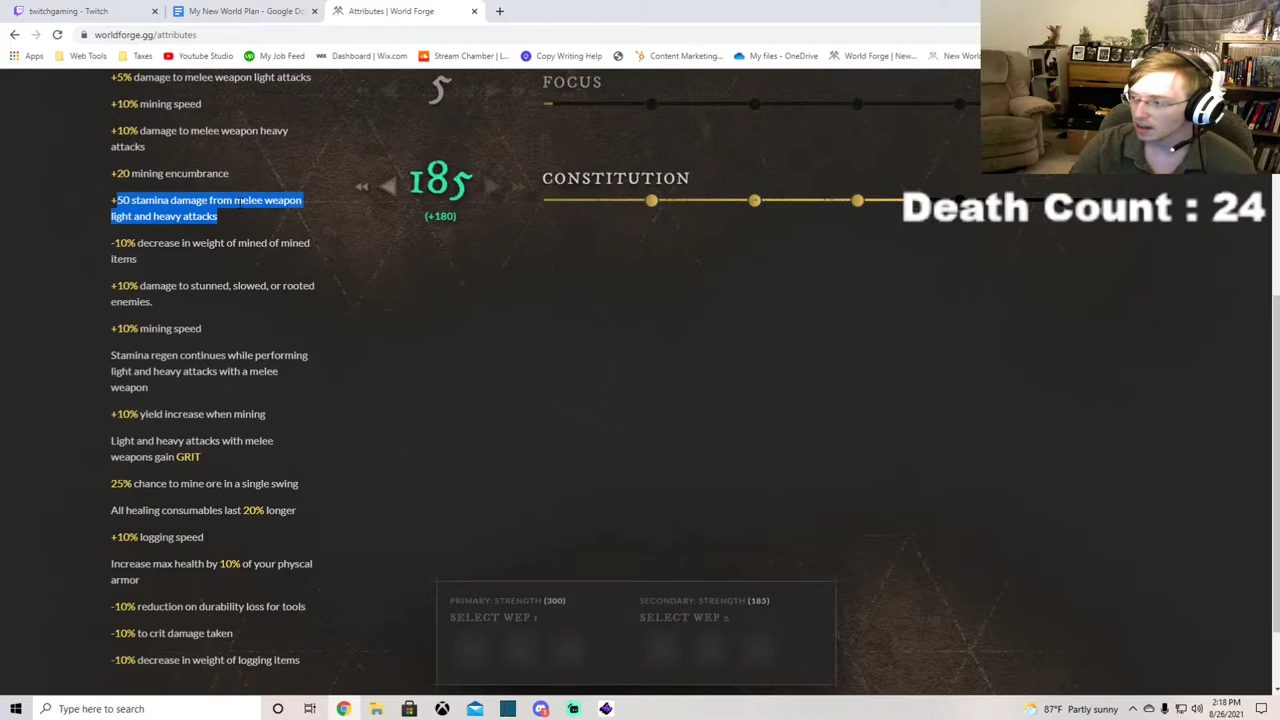 twitchgaming - Twitch
My New World Plan - Google Do
Attributes | World Forge
worldforge.gg/attributes
Apps
Web Tools
Taxes
Youtube Studio
My Job Feed
Dashboard | Wix.com
Stream Chamber | L...
Copy Writing Help
Content Marketing...
My files - OneDrive
World Forge | New...
New Wo
+5% damage to melee weapon light attacks
+10% mining speed
+10% damage to melee weapon heavy
attacks
+20 mining encumbrance
+50 stamina damage from melee weapon
light and heavy attacks
-10% decrease in weight of mined of mined
items
+10% damage to stunned, slowed, or rooted
enemies.
+10% mining speed
Stamina regen continues while performing
light and heavy attacks with a melee
weapon
+10% yield increase when mining
Light and heavy attacks with melee
weapons gain GRIT
25% chance to mine ore in a single swing
All healing consumables last 20% longer
+10% logging speed
Increase max health by 10% of your physcal
armor
-10% reduction on durability loss for tools
-10% to crit damage taken
-10% decrease in weight of logging items
5
FOCUS
185
(+180)
CONSTITUTION
Death Count : 24
PRIMARY: STRENGTH (300)
SELECT WEP 1
SECONDARY: STRENGTH (185)
SELECT WEP 2
Type here to search
87°F Partly sunny
2:18 PM
8/26/2021